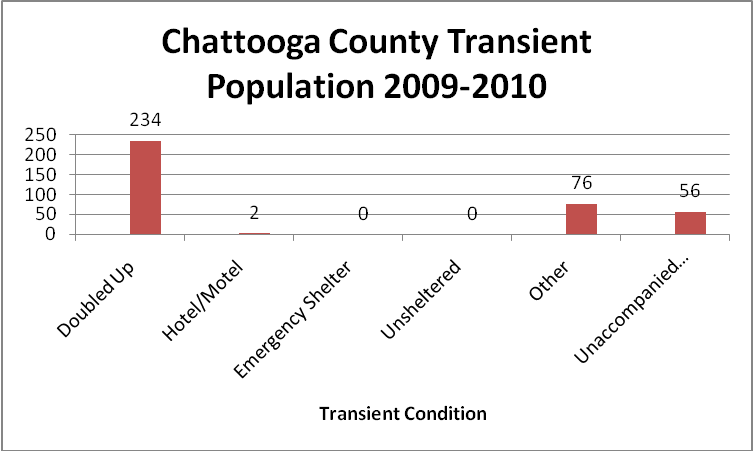 Chattooga County Transient
Population 2009-2010
250
200
150
100
50
0
234
2
0
0
76
56
Doubled Up
Hotel/Motel
Emergency Shelter
Unsheltered
Other
Unaccompanied...
Transient Condition